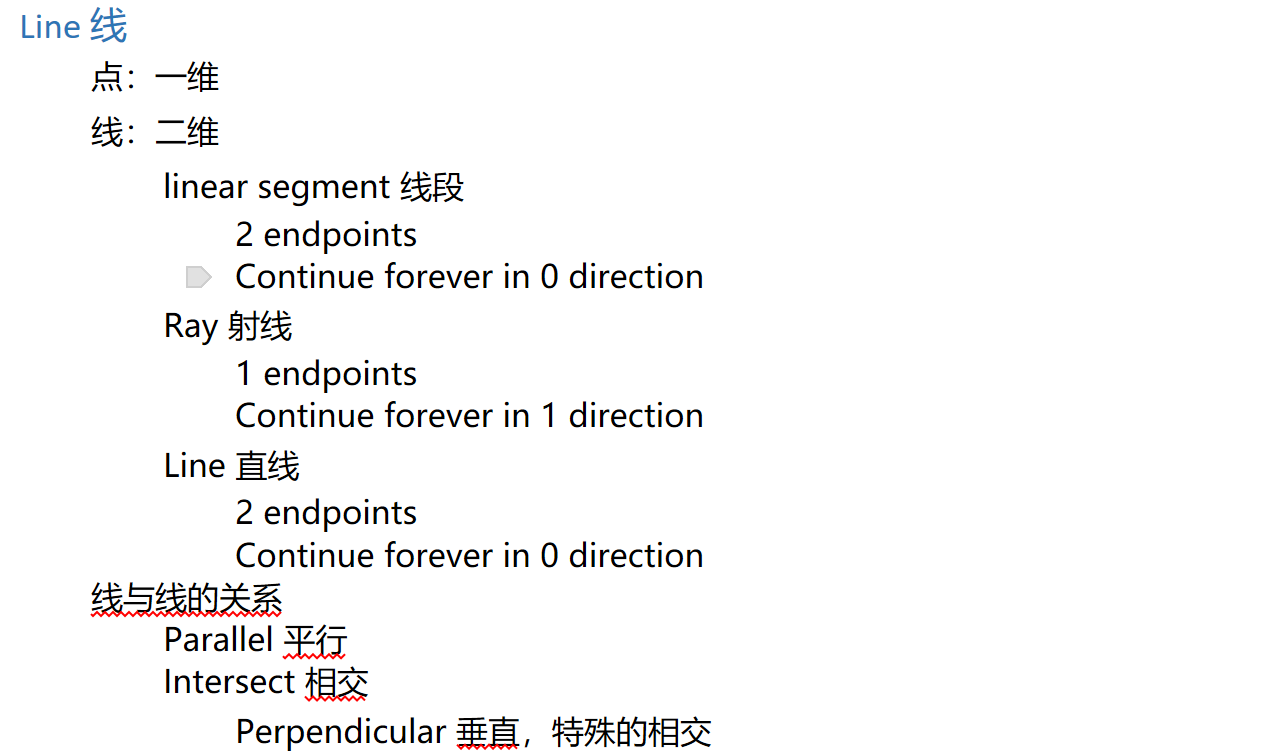 Line 线
点：一维
线：二维
linear segment 线段
2 endpoints
Continue forever in 0 direction
Ray 射线
1 endpoints
Continue forever in 1 direction
Line 直线
2 endpoints
Continue forever in 0 direction
线与线的关系
Parallel 平行
Intersect 相交
Perpendicular 垂直，特殊的相交